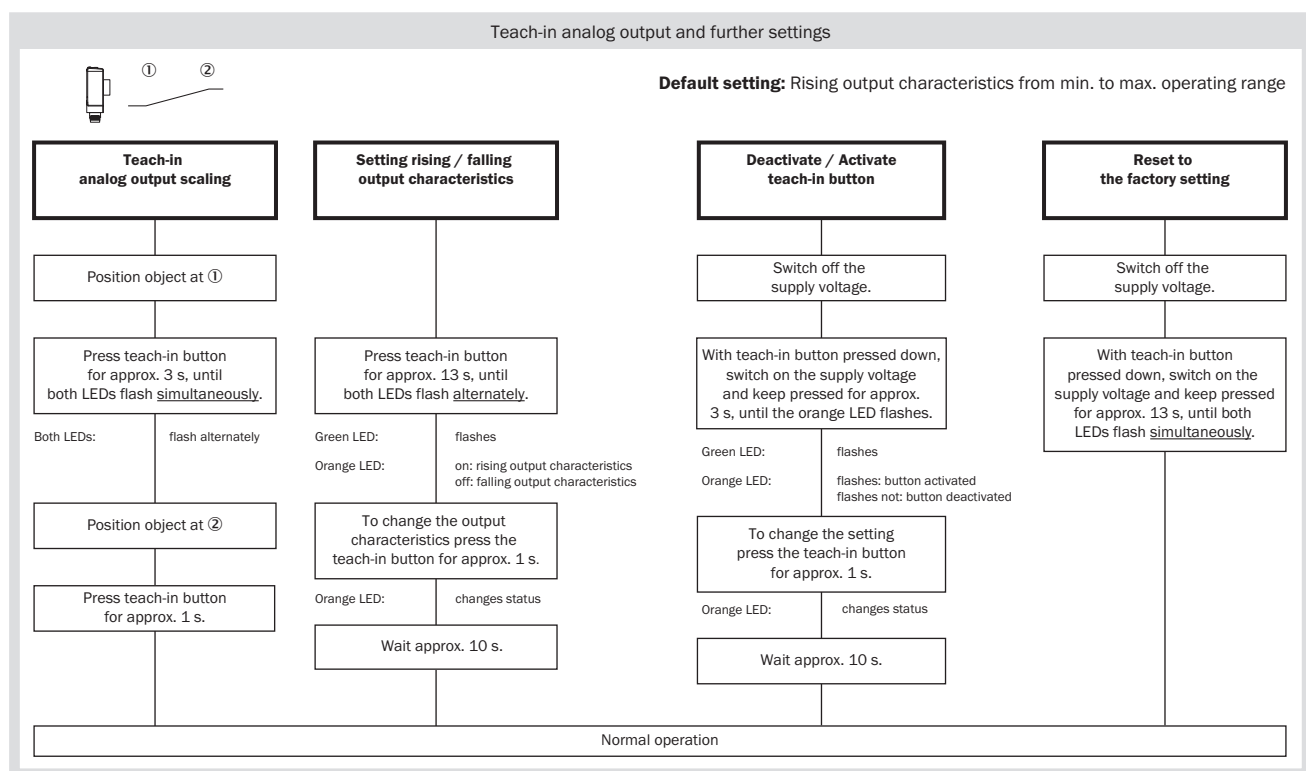 Teach-in analog output and further settings
① ②
Default setting: Rising output characteristics from min. to max. operating range
Teach-in
analog output scaling
Position object at ①
Press teach-in button
for approx. 3 s, until
both LEDs flash simultaneously.
Both LEDs: flash alternately
Position object at ②
Press teach-in button
for approx. 1 s.
Setting rising / falling
output characteristics
Press teach-in button
for approx. 13 s, until
both LEDs flash alternately.
Green LED: flashes
Orange LED: on: rising output characteristics
off: falling output characteristics
To change the output
characteristics press the
teach-in button for approx. 1 s.
Orange LED: changes status
Wait approx. 10 s.
Deactivate / Activate
teach-in button
Switch off the
supply voltage.
With teach-in button pressed down,
switch on the supply voltage
and keep pressed for approx.
3 s, until the orange LED flashes.
Green LED: flashes
Orange LED: flashes: button activated
flashes not: button deactivated
To change the setting
press the teach-in button
for approx. 1 s.
Orange LED: changes status
Wait approx. 10 s.
Reset to
the factory setting
Switch off the
supply voltage.
With teach-in button
pressed down, switch on the
supply voltage and keep pressed
for approx. 13 s, until both
LEDs flash simultaneously.
Normal operation